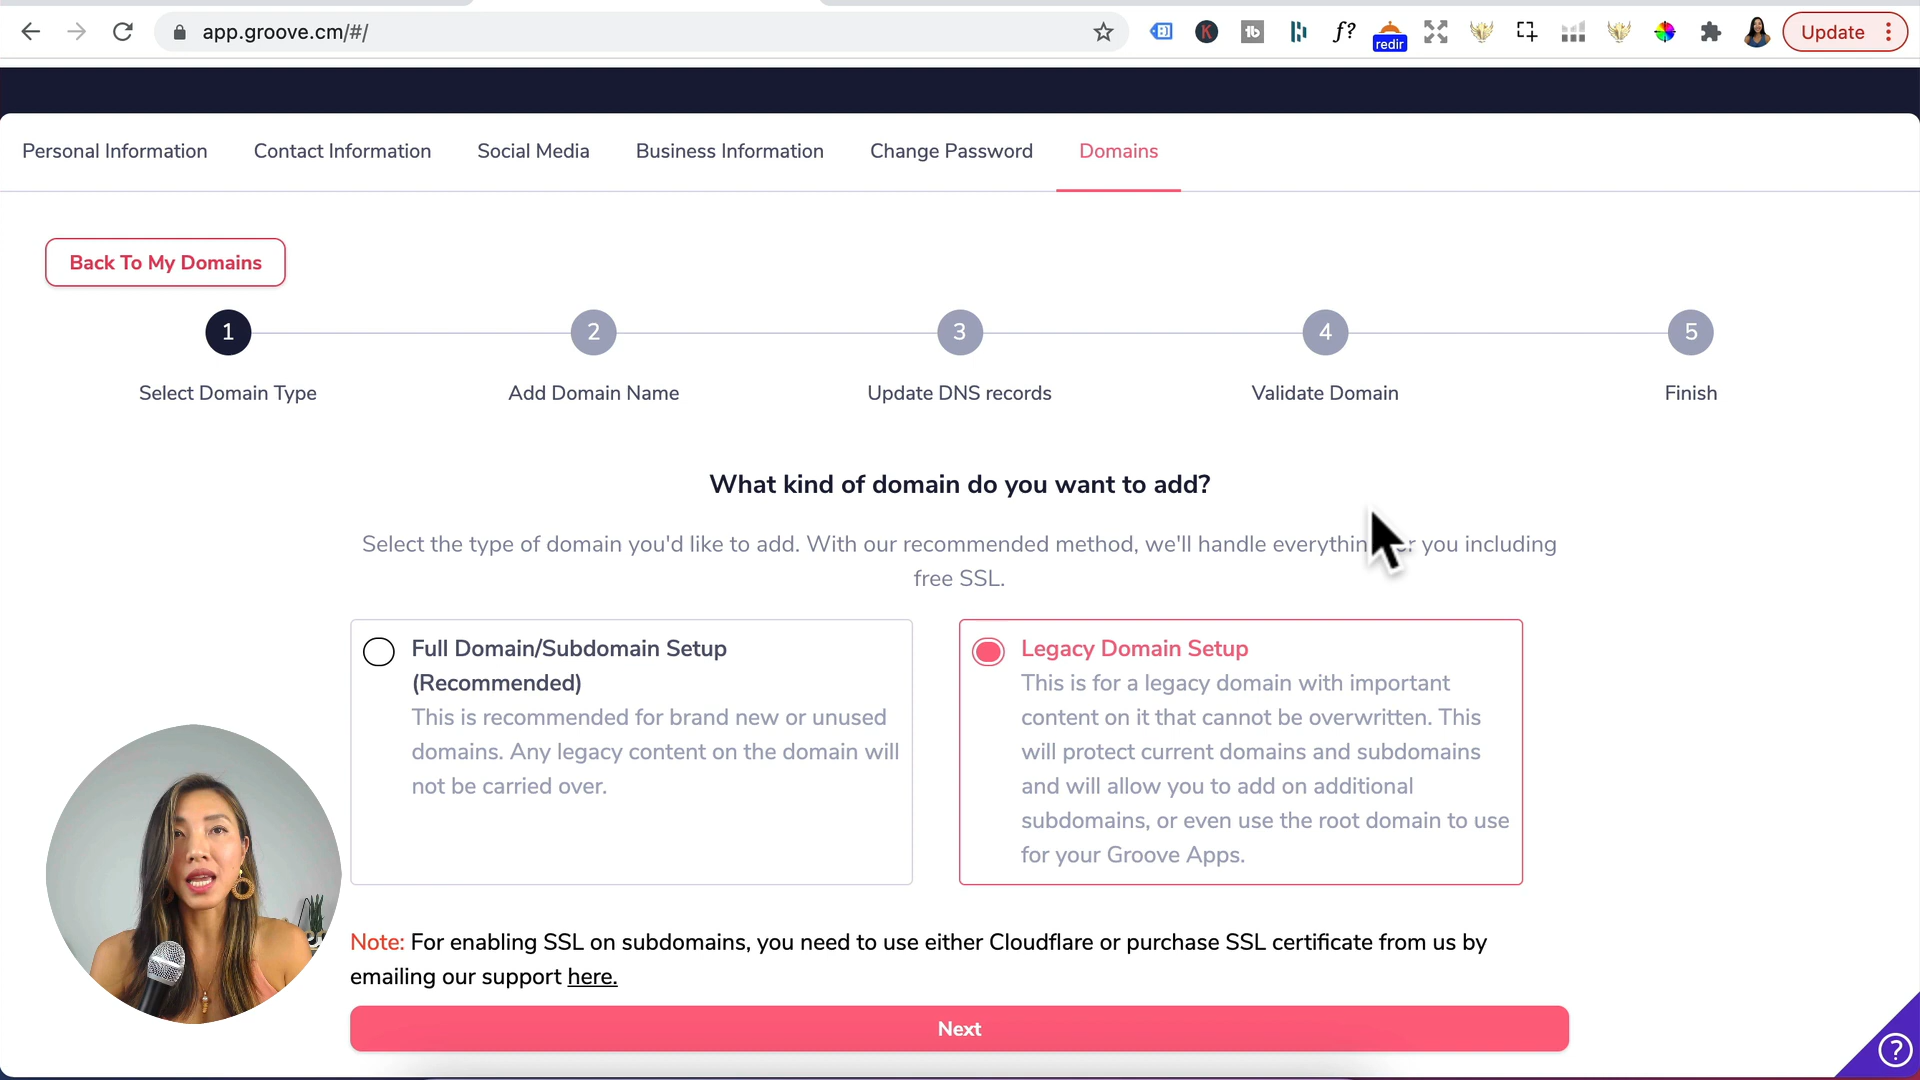 app.groove.cm/#/
K
tb
f?
redir
Update
Personal Information
Contact Information
Social Media
Business Information
Change Password
Domains
Back To My Domains
1
2
3
4
5
Select Domain Type
Add Domain Name
Update DNS records
Validate Domain
Finish
What kind of domain do you want to add?
Select the type of domain you'd like to add. With our recommended method, we'll handle everything for you including
free SSL.
Full Domain/Subdomain Setup
(Recommended)
This is recommended for brand new or unused
domains. Any legacy content on the domain will
not be carried over.
Legacy Domain Setup
This is for a legacy domain with important
content on it that cannot be overwritten. This
will protect current domains and subdomains
and will allow you to add on additional
subdomains, or even use the root domain to use
for your Groove Apps.
Note: For enabling SSL on subdomains, you need to use either Cloudflare or purchase SSL certificate from us by
emailing our support here.
Next
?